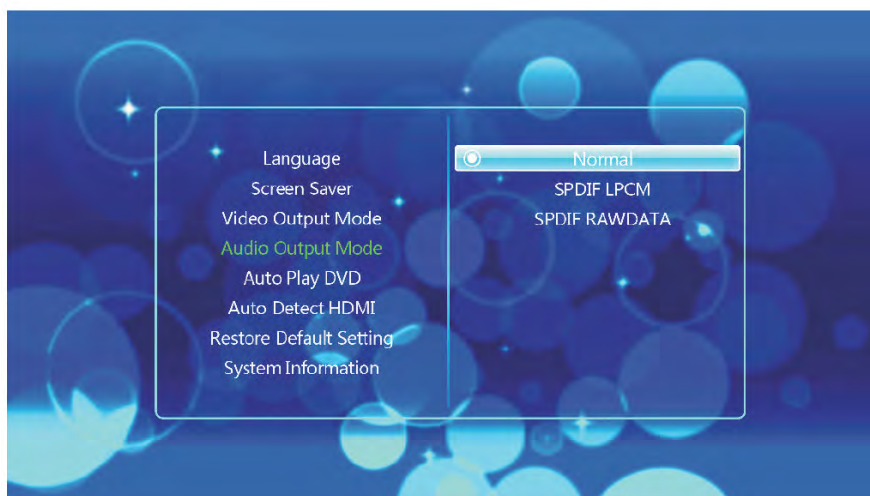 Language
Screen Saver
Video Output Mode
Audio Output Mode
Auto Play DVD
Auto Detect HDMI
Restore Default Setting
System Information
Normal
SPDIF LPCM
SPDIF RAWDATA